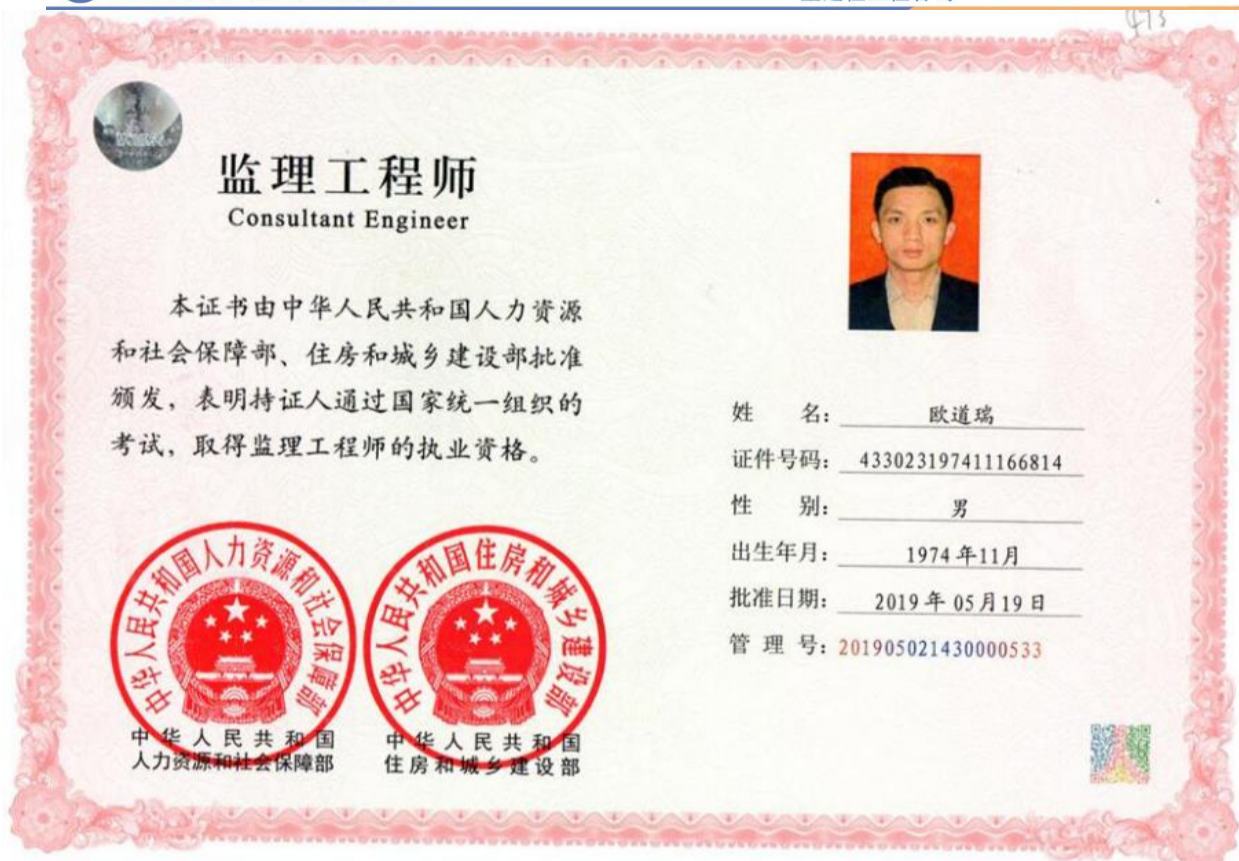 473
监理工程师
Consultant Engineer
本证书由中华人民共和国人力资源
和社会保障部、住房和城乡建设部批准
颁发，表明持证人通过国家统一组织的
考试，取得监理工程师的执业资格。
姓 名： 欧道瑞
证件号码： 433023197411166814
性 别： 男
出生年月： 1974年11月
批准日期： 2019年05月19日
管 理 号：201905021430000533
中华人民共和国人力资源和社会保障部
中华人民共和国住房和城乡建设部
中华人民共和国
人力资源和社会保障部
中华人民共和国
住房和城乡建设部